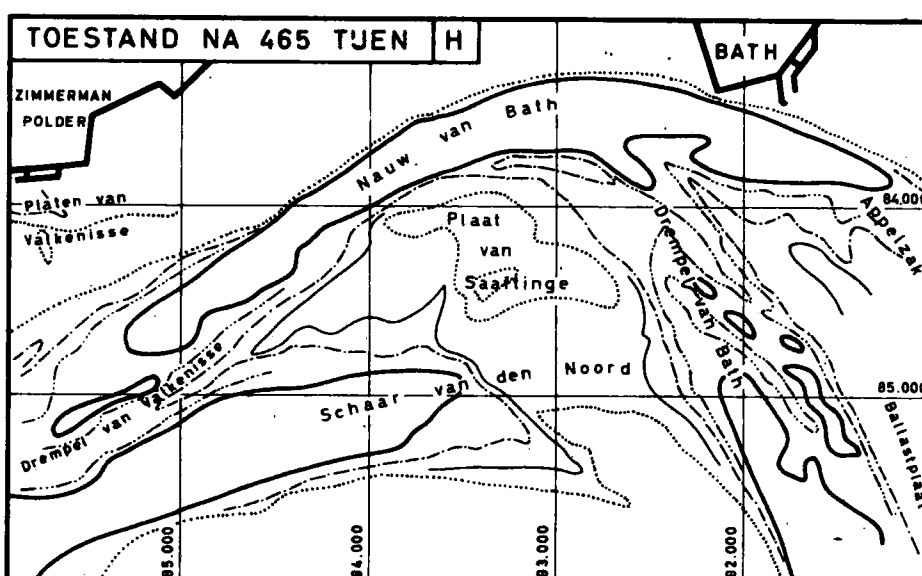 TOESTAND NA 465 TIJEN H
BATH
ZIMMERMAN
POLDER
Nauw van Bath
Platen van
Valkenisse
84.000
Appelzak
Plaat
van
Saaftinge
Drempel van Bath
Drempel van Valkenisse
Schaar van den Noord
85.000
Ballastplaat
85.000
84.000
83.000
82.000